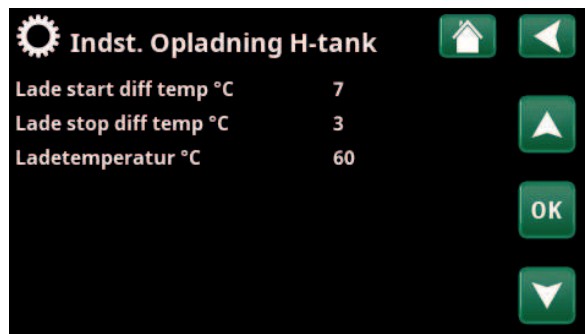 Indst. Opladning H-tank
Lade start diff temp °C 7
Lade stop diff temp °C 3
Ladetemperatur °C 60
OK